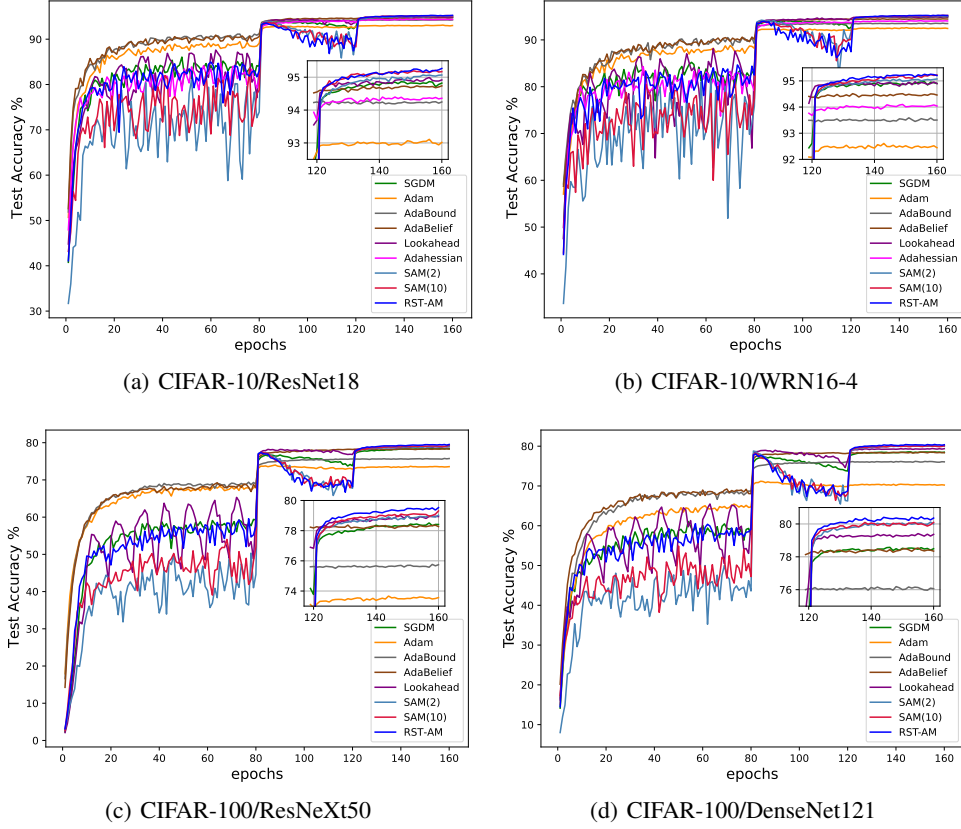 Test Accuracy %
90
80
70
60
50
40
30
0 20 40 60 80 100 120 140 160
epochs
95
94
93
120 140 160
SGDM
Adam
AdaBound
AdaBelief
Lookahead
Adahessian
SAM(2)
SAM(10)
RST-AM
(a) CIFAR-10/ResNet18
Test Accuracy %
90
80
70
60
50
40
0 20 40 60 80 100 120 140 160
epochs
95
94
93
92
120 140 160
SGDM
Adam
AdaBound
AdaBelief
Lookahead
Adahessian
SAM(2)
SAM(10)
RST-AM
(b) CIFAR-10/WRN16-4
Test Accuracy %
80
70
60
50
40
30
20
10
0
0 20 40 60 80 100 120 140 160
epochs
80
78
76
74
120 140 160
SGDM
Adam
AdaBound
AdaBelief
Lookahead
SAM(2)
SAM(10)
RST-AM
(c) CIFAR-100/ResNeXt50
Test Accuracy %
80
70
60
50
40
30
20
10
0 20 40 60 80 100 120 140 160
epochs
80
78
76
120 140 160
SGDM
Adam
AdaBound
AdaBelief
Lookahead
SAM(2)
SAM(10)
RST-AM
(d) CIFAR-100/DenseNet121